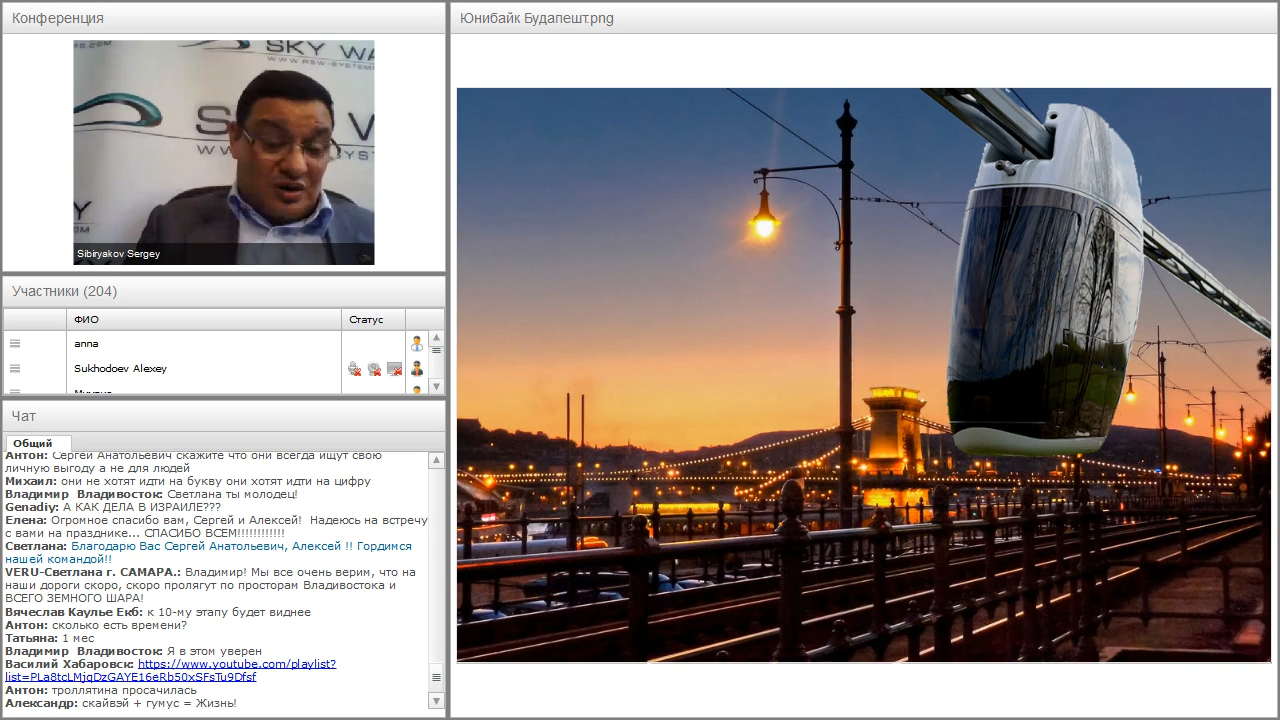 Конференция
Юнибайк Будапешт.png
SKY WA
SKY W
Sibiryakov Sergey
Участники (204)
ФИО
Статус
anna
Sukhodoev Alexey
Чат
Общий
Антон: Сергей Анатольевич скажите что они всегда ищут свою
личную выгоду а не для людей
Михаил: они не хотят идти на букву они хотят идти на цифру
Владимир Владивосток: Светлана ты молодец!
Genadiy: А КАК ДЕЛА В ИЗРАИЛЕ???
Елена: Огромное спасибо вам, Сергей и Алексей! Надеюсь на встречу
с вами на празднике... СПАСИБО ВСЕМ!!!!!!!!!!!!
Светлана: Благодарю Вас Сергей Анатольевич, Алексей !! Гордимся
нашей командой!!
VERU-Светлана г. САМАРА.: Владимир! Мы все очень верим, что на
наши дороги скоро, скоро пролягут по просторам Владивостока и
ВСЕГО ЗЕМНОГО ШАРА!
Вячеслав Каулье Екб: к 10-му этапу будет виднее
Антон: сколько есть времени?
Татьяна: 1 мес
Владимир Владивосток: Я в этом уверен
Василий Хабаровск: https://www.youtube.com/playlist?
list=PLa8tcLMjqDzGAYE16eRb50xSFsTu9Dfsf
Антон: троллятина просачилась
Александр: скайвэй + гумус = Жизнь!